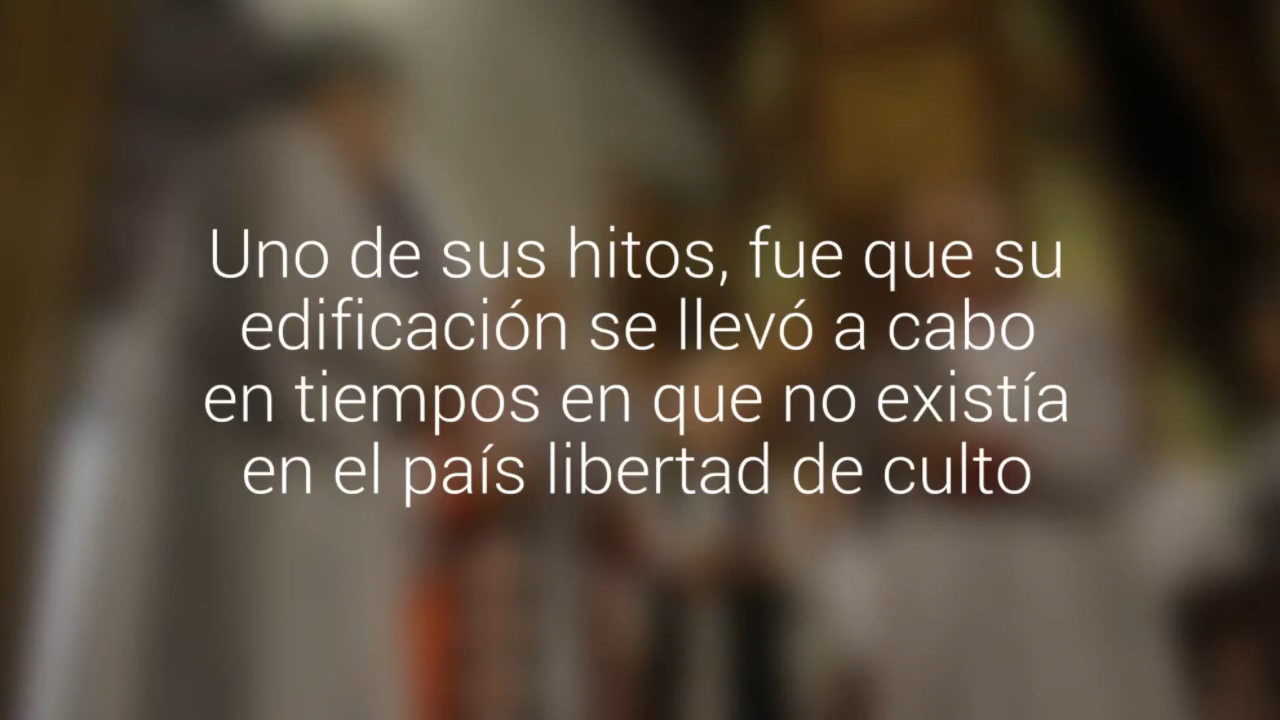 Uno de sus hitos, fue que su
edificación se llevó a cabo
en tiempos en que no existía
en el país libertad de culto